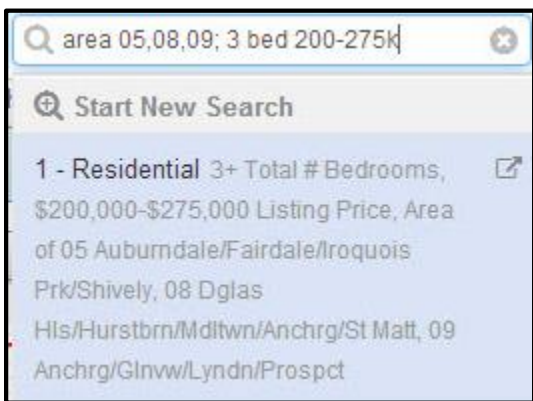 area 05,08,09; 3 bed 200-275k
Start New Search
1 - Residential 3+ Total # Bedrooms,
$200,000-$275,000 Listing Price, Area
of 05 Auburndale/Fairdale/Iroquois
Prk/Shively, 08 Dglas
Hls/Hurstbrn/Mdltwn/Anchrg/St Matt, 09
Anchrg/Glnvw/Lyndn/Prospct